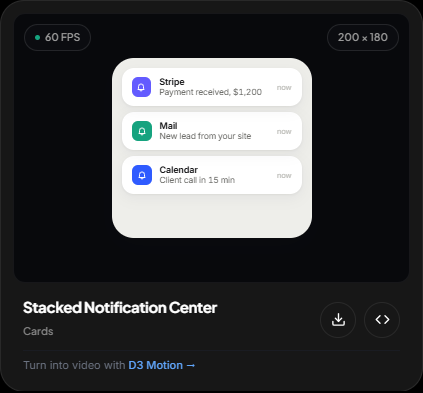 60 FPS
200 × 180
Stripe
Payment received, $1,200
now
Mail
New lead from your site
now
Calendar
Client call in 15 min
now
Stacked Notification Center
Cards
Turn into video with D3 Motion →